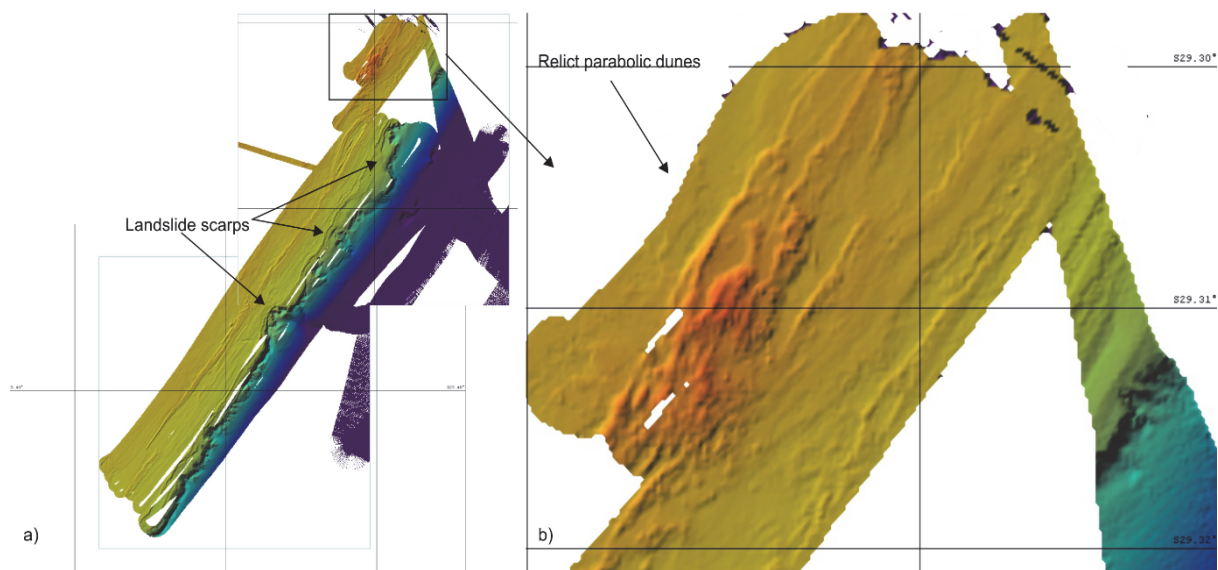 Landslide scarps
a)
Relict parabolic dunes
S29.30°
S29.31°
S29.32°
b)